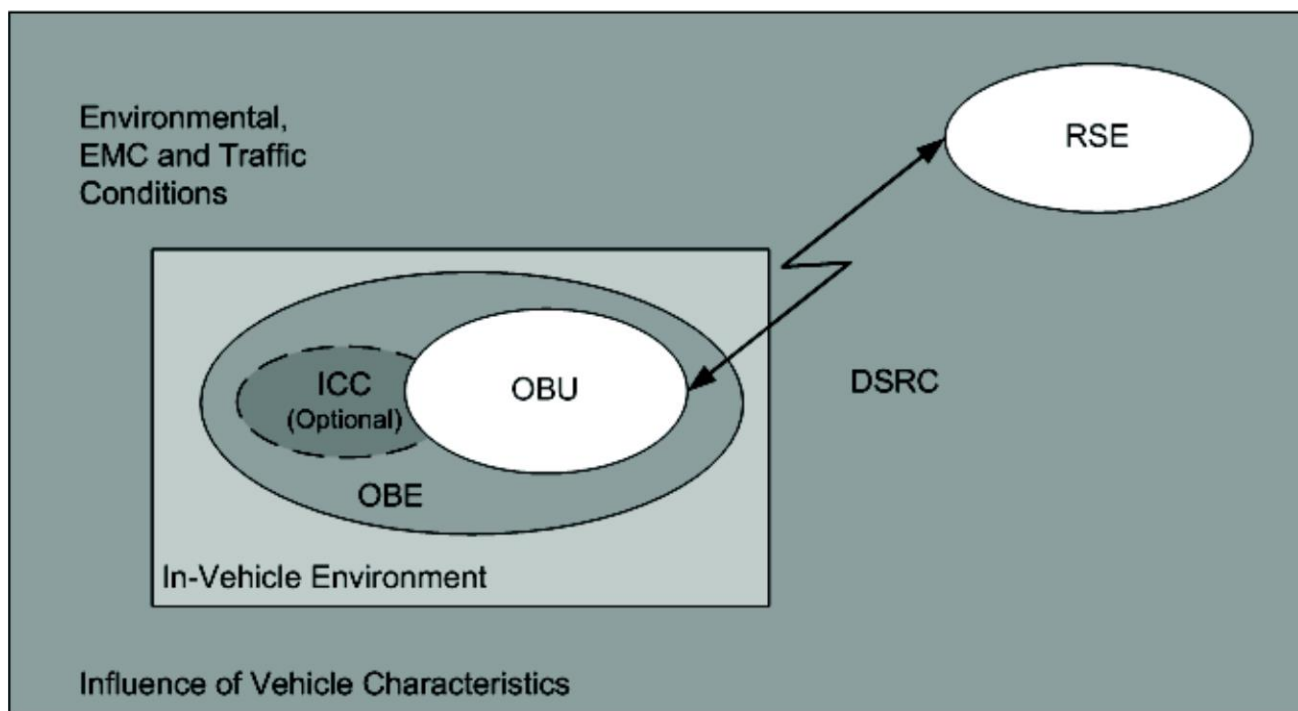 Environmental,
EMC and Traffic
Conditions
RSE
ICC
(Optional)
OBU
DSRC
OBE
In-Vehicle Environment
Influence of Vehicle Characteristics